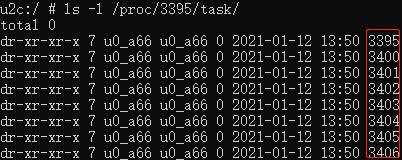 u2c:/ # ls -l /proc/3395/task/
total 0
dr-xr-xr-x 7 u0_a66 u0_a66 0 2021-01-12 13:50 3395
dr-xr-xr-x 7 u0_a66 u0_a66 0 2021-01-12 13:50 3400
dr-xr-xr-x 7 u0_a66 u0_a66 0 2021-01-12 13:50 3401
dr-xr-xr-x 7 u0_a66 u0_a66 0 2021-01-12 13:50 3402
dr-xr-xr-x 7 u0_a66 u0_a66 0 2021-01-12 13:50 3403
dr-xr-xr-x 7 u0_a66 u0_a66 0 2021-01-12 13:50 3404
dr-xr-xr-x 7 u0_a66 u0_a66 0 2021-01-12 13:50 3405
dr-xr-xr-x 7 u0_a66 u0_a66 0 2021-01-12 13:50 3406